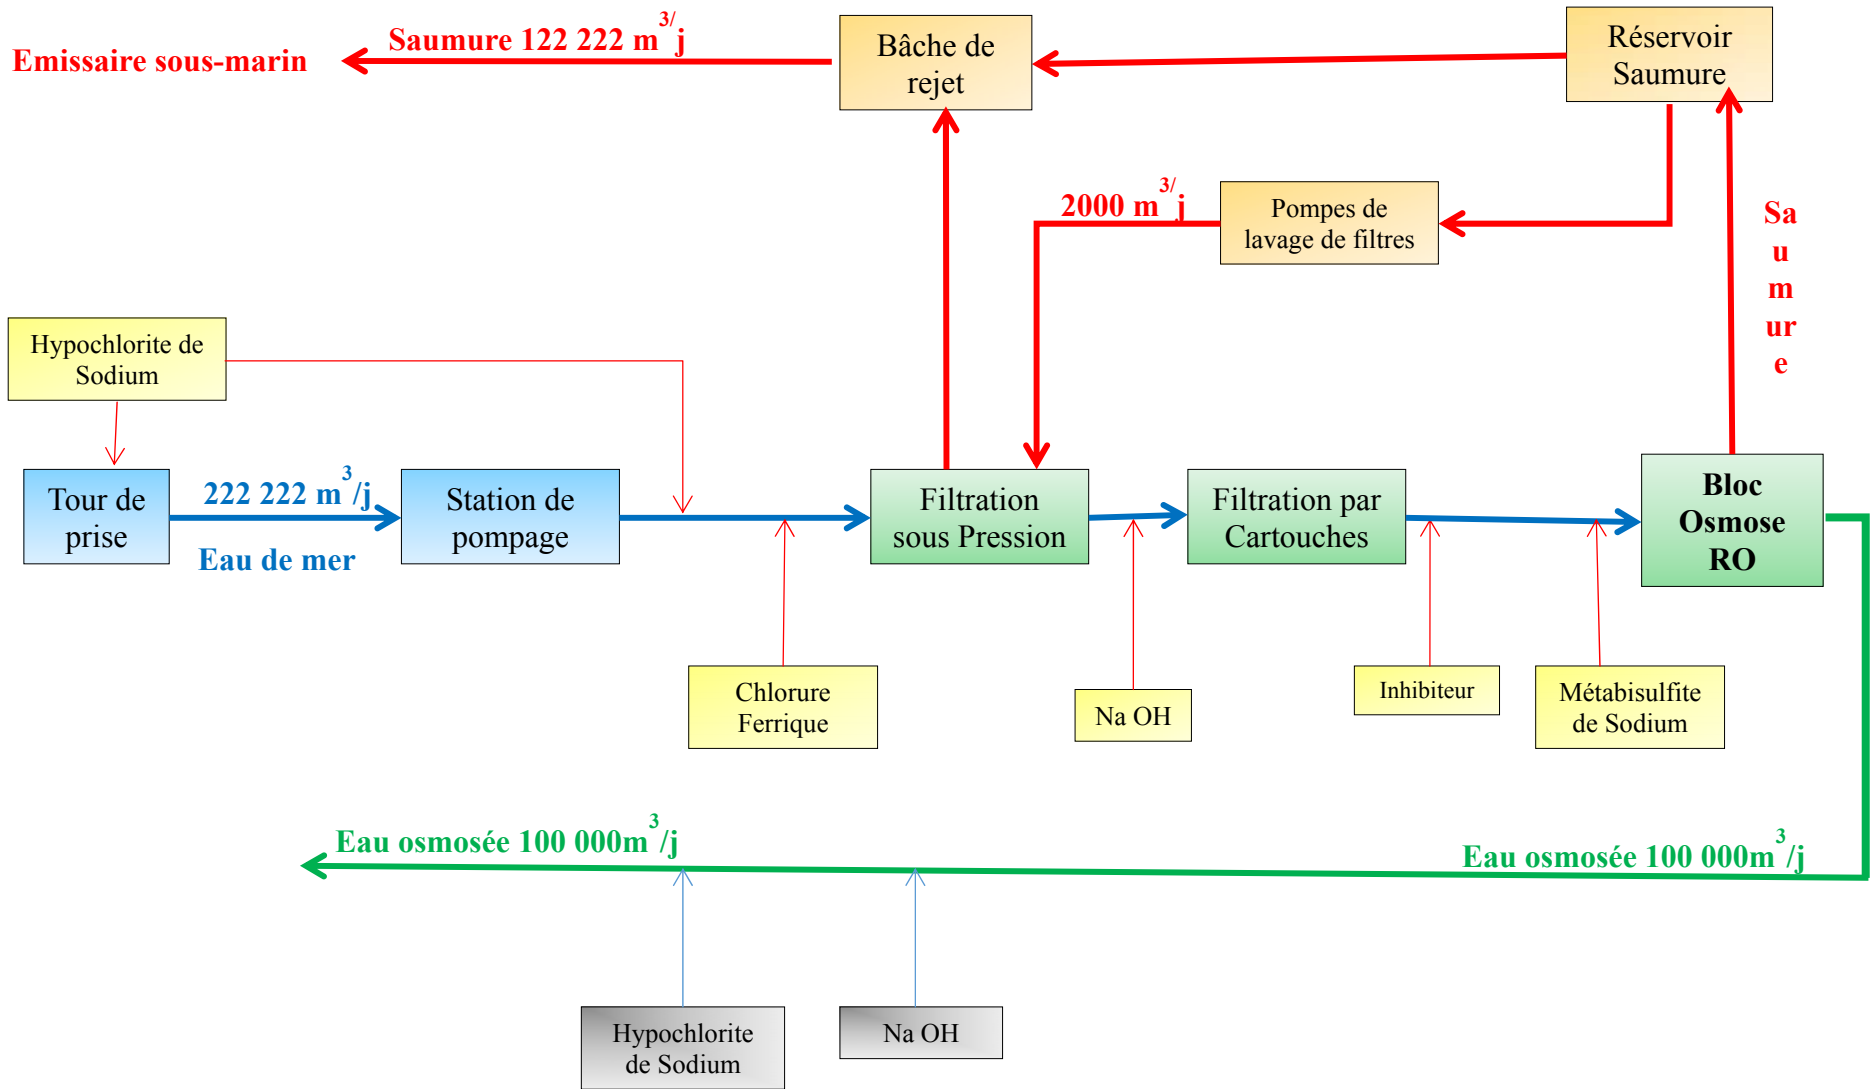 Saumure 122 222 m3/j
Emissaire sous-marin
Bâche de
rejet
Réservoir
Saumure
2000 m3/j
Pompes de
lavage de filtres
Sa
u
m
ur
e
Hypochlorite de
Sodium
Tour de
prise
222 222 m3/j
Eau de mer
Station de
pompage
Filtration
sous Pression
Filtration par
Cartouches
Bloc
Osmose
RO
Chlorure
Ferrique
Na OH
Inhibiteur
Métabisulfite
de Sodium
Eau osmosée 100 000m3/j
Eau osmosée 100 000m3/j
Hypochlorite
de Sodium
Na OH